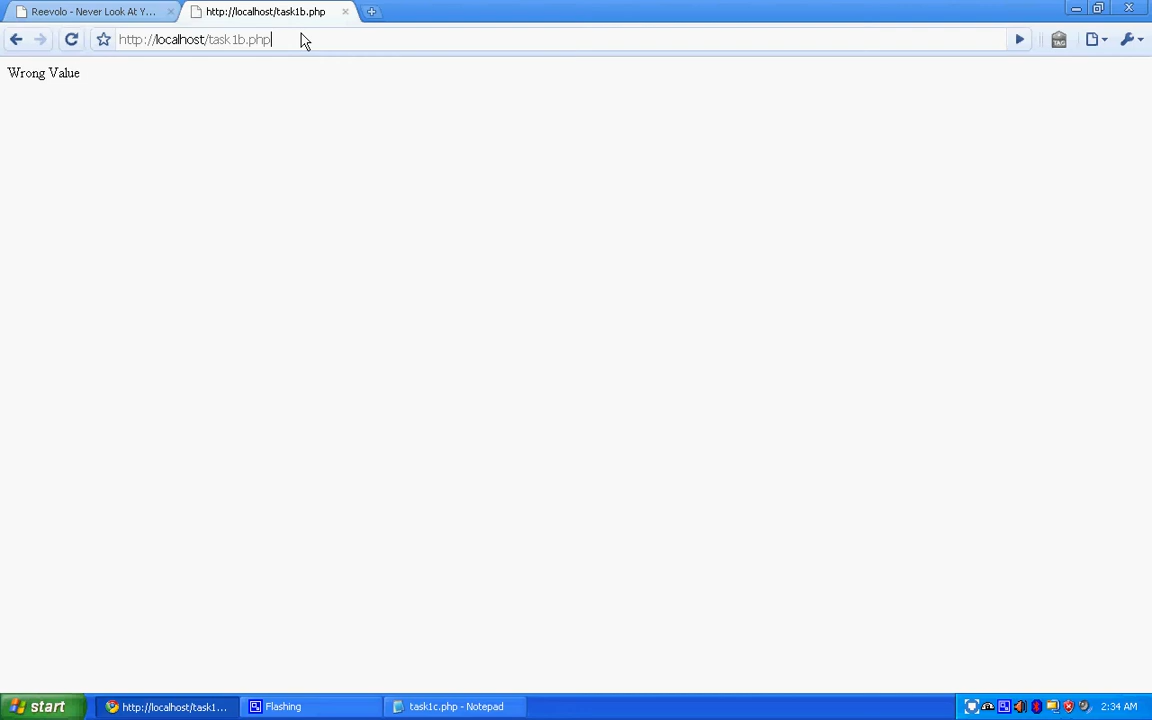 Reevolo - Never Look At Y...
http://localhost/task1b.php
http://localhost/task1b.php
TAG
Wrong Value
start
http://localhost/task1...
Flashing
task1c.php - Notepad
2:34 AM